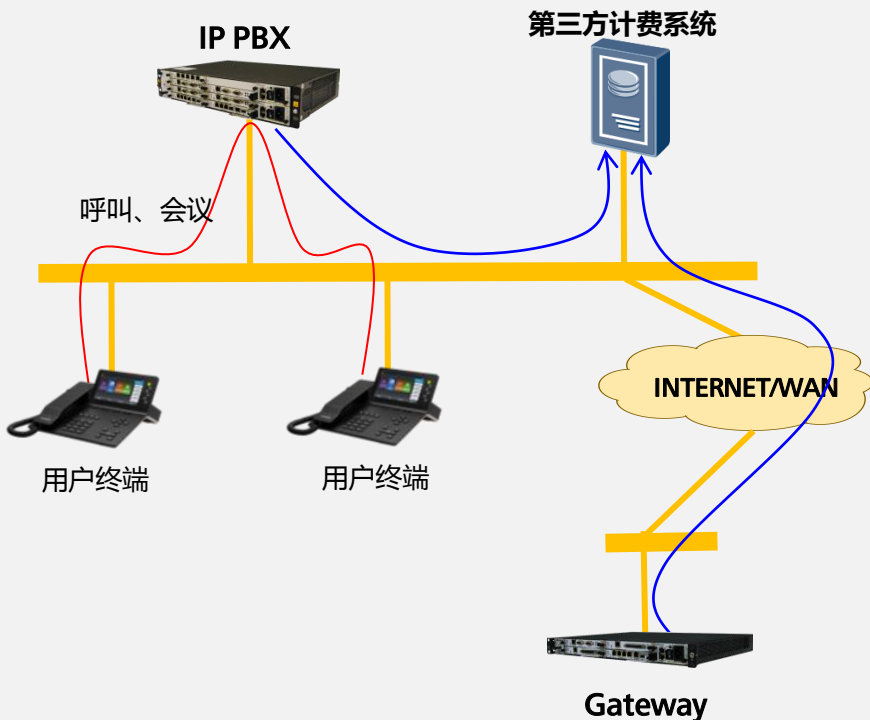 IP PBX
第三方计费系统
呼叫、会议
INTERNET/WAN
用户终端
用户终端
Gateway